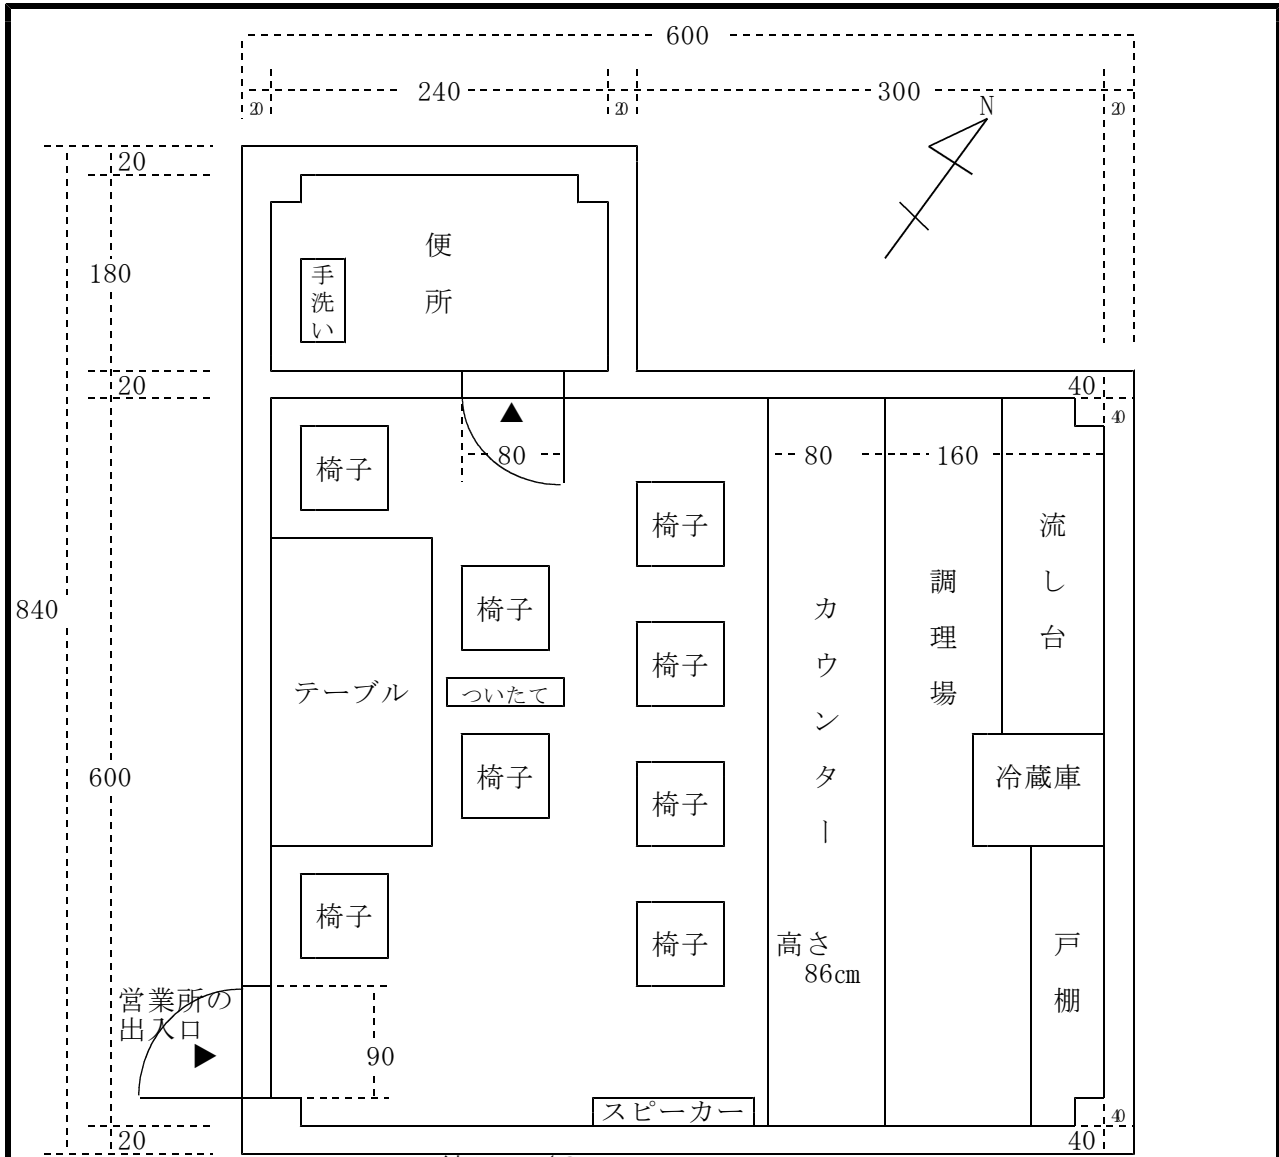 600
240
300
20
20
20
N
20
便所
手洗い
180
20
40
40
椅子
80
80
160
椅子
流し台
調理場
椅子
カウンター
840
椅子
テーブル
ついたて
600
椅子
椅子
冷蔵庫
椅子
椅子
高さ
86cm
戸棚
営業所の
出入口
90
スピーカー
40
20
40